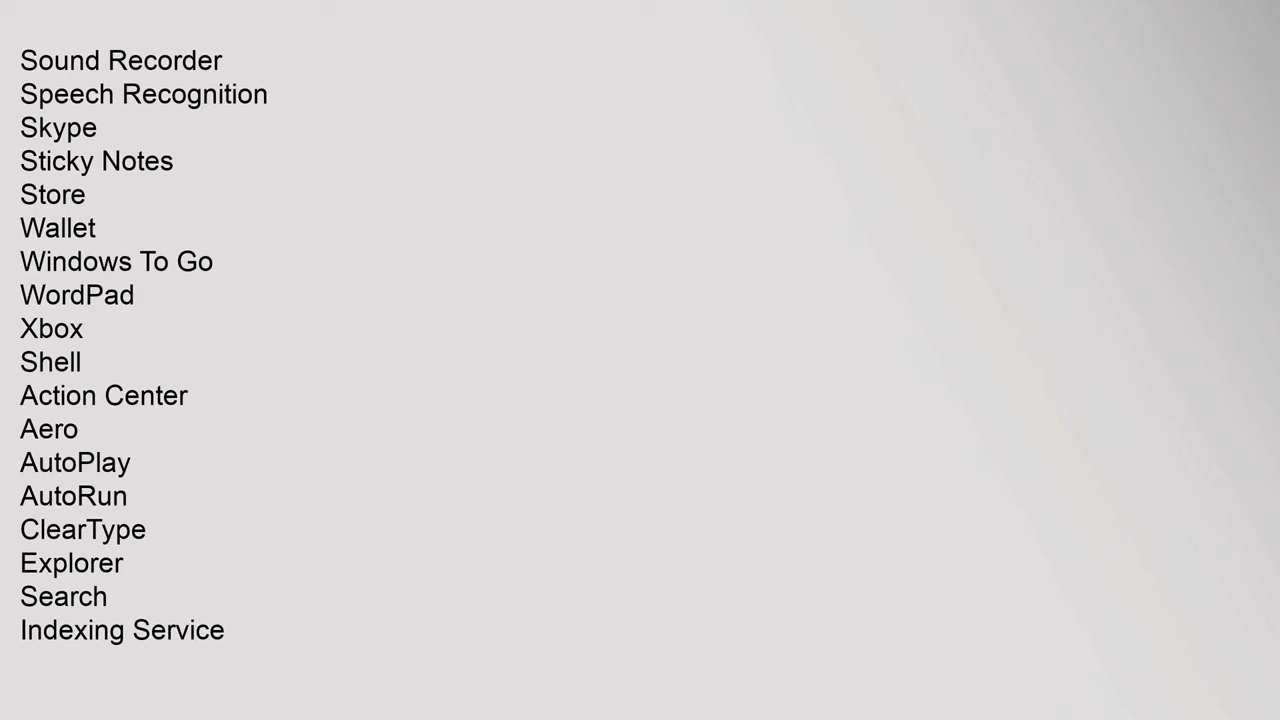 Sound Recorder
Speech Recognition
Skype
Sticky Notes
Store
Wallet
Windows To Go
WordPad
Xbox
Shell
Action Center
Aero
AutoPlay
AutoRun
ClearType
Explorer
Search
Indexing Service